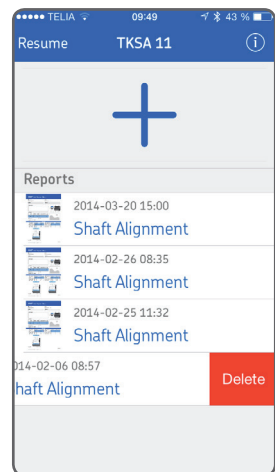 TELIA 09:49 43 %
Resume TKSA 11 i
Reports
2014-03-20 15:00
Shaft Alignment
2014-02-26 08:35
Shaft Alignment
2014-02-25 11:32
Shaft Alignment
014-02-06 08:57
haft Alignment Delete